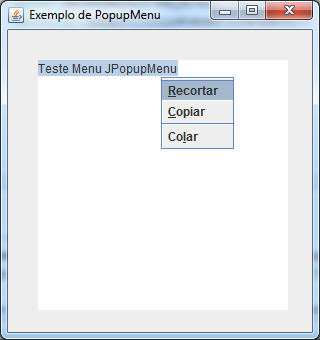 Exemplo de PopupMenu
Teste Menu JPopupMenu
Recortar
Copiar
Colar